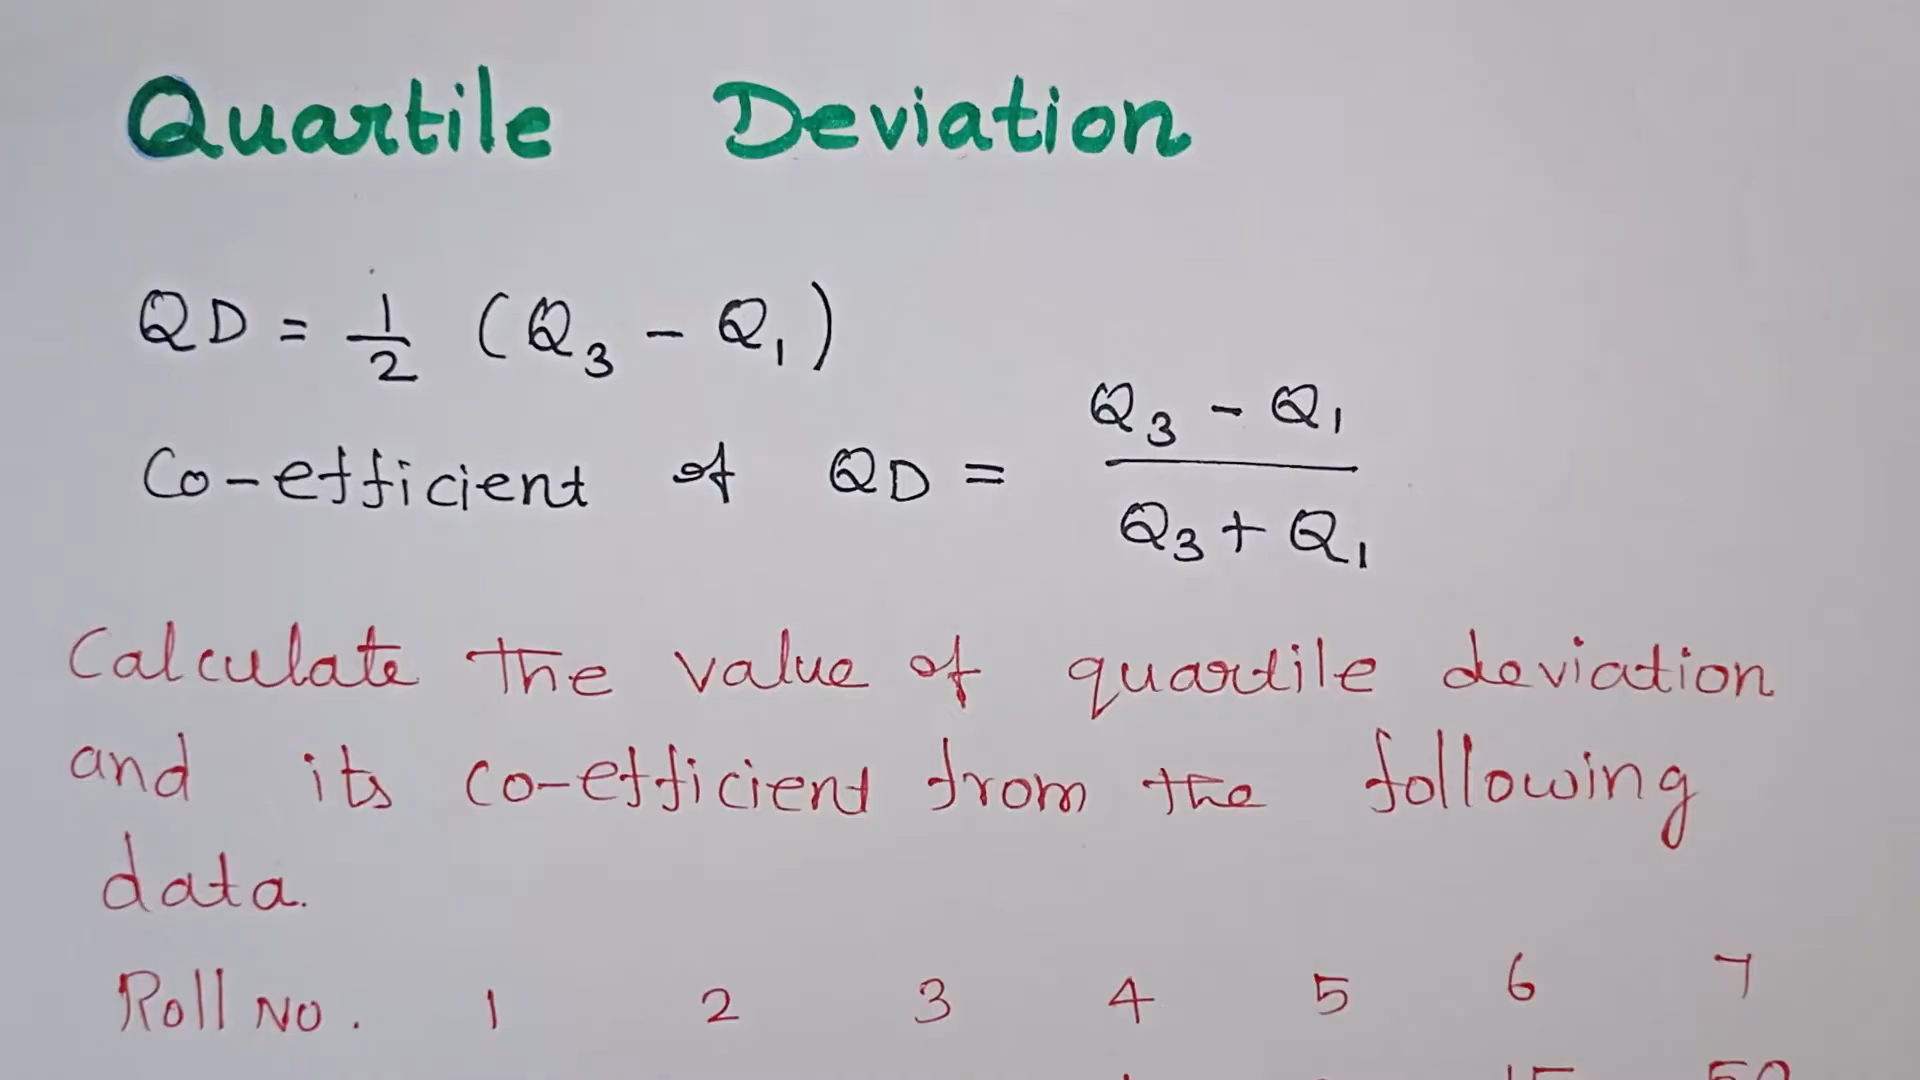 Quartile Deviation
QD = 1/2 (Q₃ - Q₁)
Co-efficient of QD = (Q₃ - Q₁)/(Q₃ + Q₁)
Calculate the value of quartile deviation
and its co-efficient from the following
data.
Roll No. 1 2 3 4 5 6 7